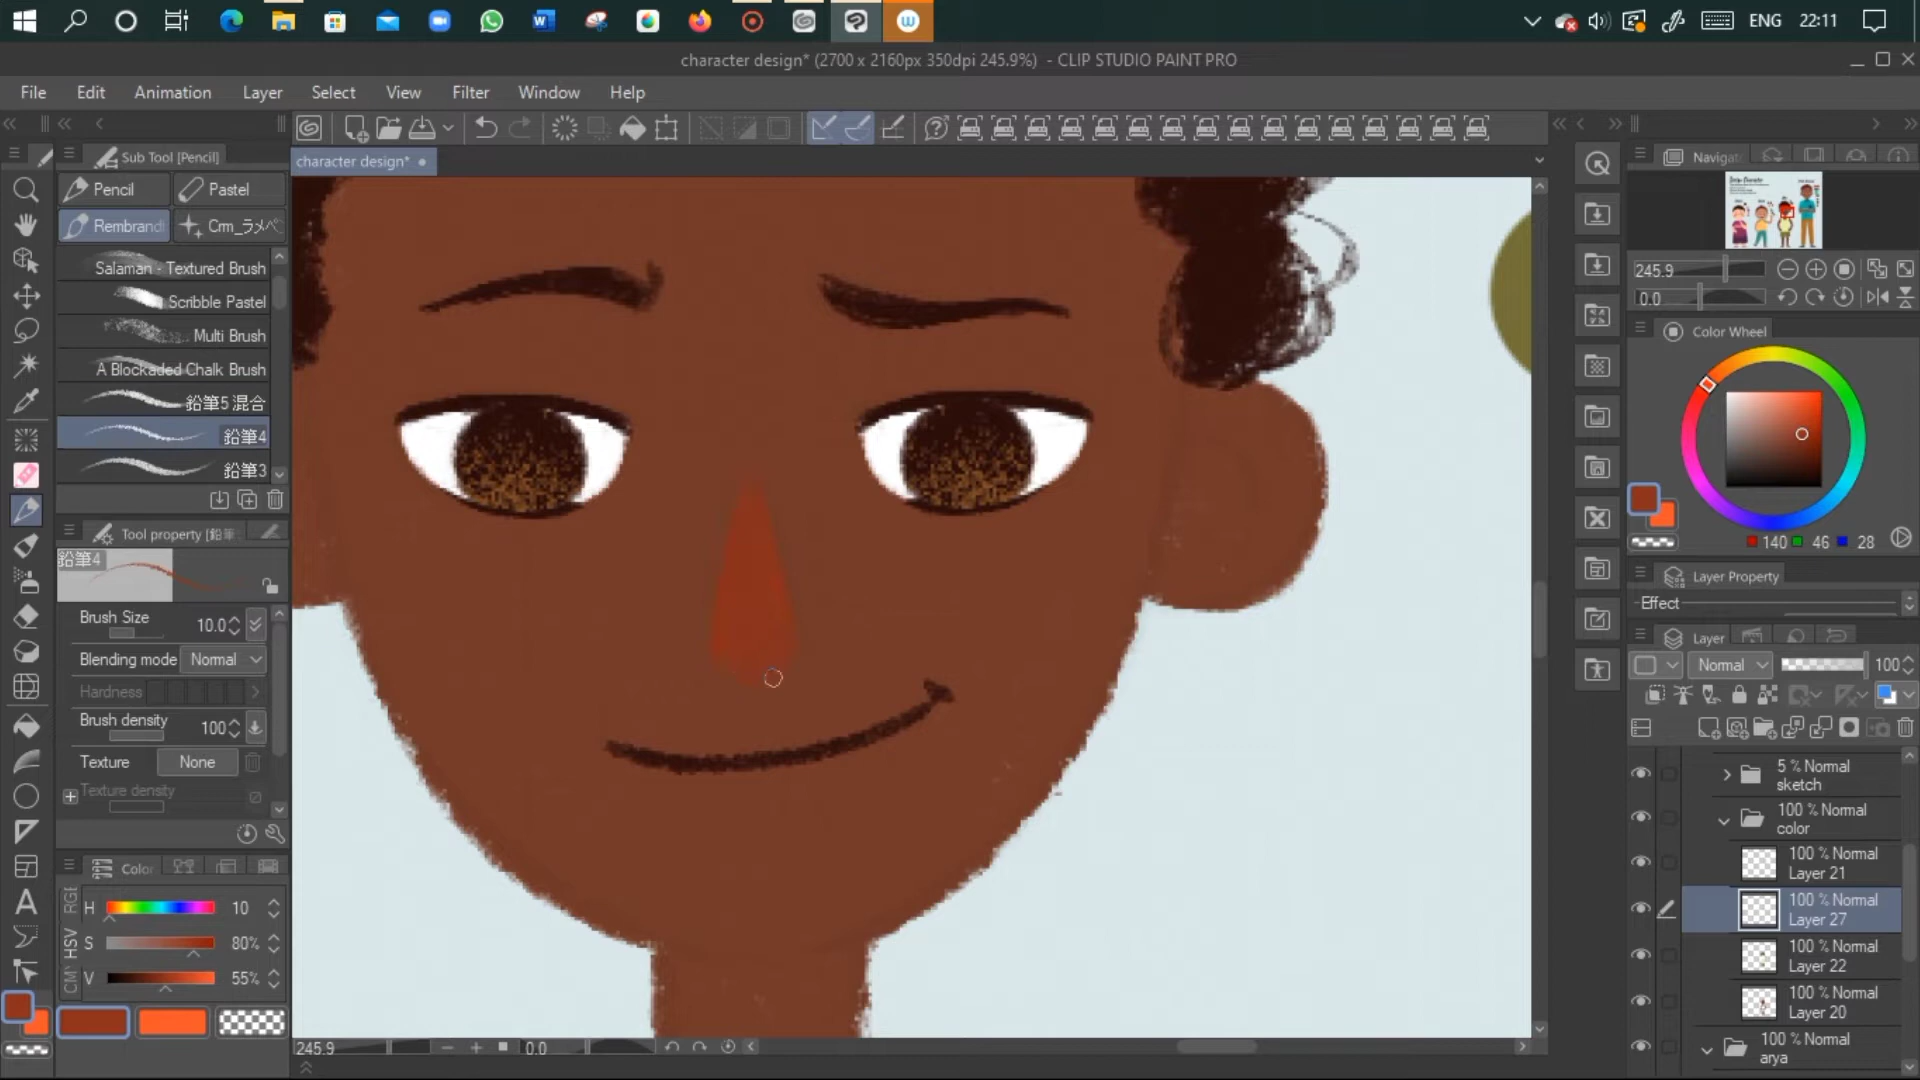 ENG 22:11
character design* (2700 x 2160px 350dpi 245.9%) - CLIP STUDIO PAINT PRO
File Edit Animation Layer Select View Filter Window Help
Sub Tool [Pencil]
character design*
Pencil Pastel
Rembrandt
Salaman - Textured Brush
Scribble Pastel
Multi Brush
A Blockaded Chalk Brush
鉛筆5 混合
鉛筆4
鉛筆3
Tool property [鉛筆
鉛筆4
Brush Size 10.0
Blending mode Normal
Hardness
Brush density 100
Texture None
Texture density
Color
RGB
HSV
H 10
S 80%
V 55%
245.9 0.0
Navigat
245.9
0.0
Color Wheel
140 46 28
Layer Property
Effect
Layer
Normal 100
5 % Normal
sketch
100 % Normal
color
100 % Normal
Layer 21
100 % Normal
Layer 27
100 % Normal
Layer 22
100 % Normal
Layer 20
100 % Normal
arya